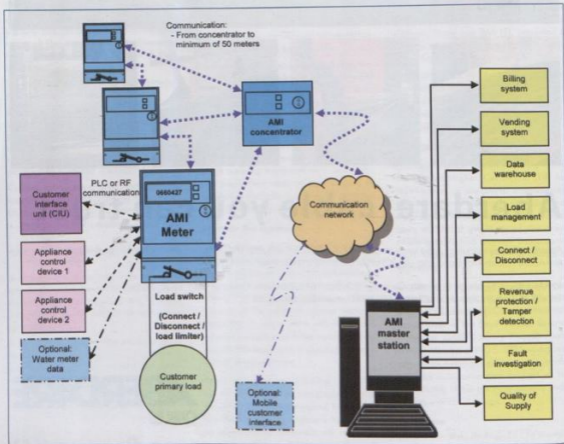 Communication:
- From concentrator to
minimum of 50 meters
AMI
concentrator
Customer
interface
unit (CIU)
PLC or RF
communication
0660437
AMI
Meter
Appliance
control
device 1
Appliance
control
device 2
Optional:
Water meter
data
Load switch
(Connect /
Disconnect /
load limiter)
Customer
primary load
Communication
network
Optional:
Mobile
customer
interface
AMI
master
station
Billing
system
Vending
system
Data
warehouse
Load
management
Connect /
Disconnect
Revenue
protection /
Tamper
detection
Fault
investigation
Quality of
Supply